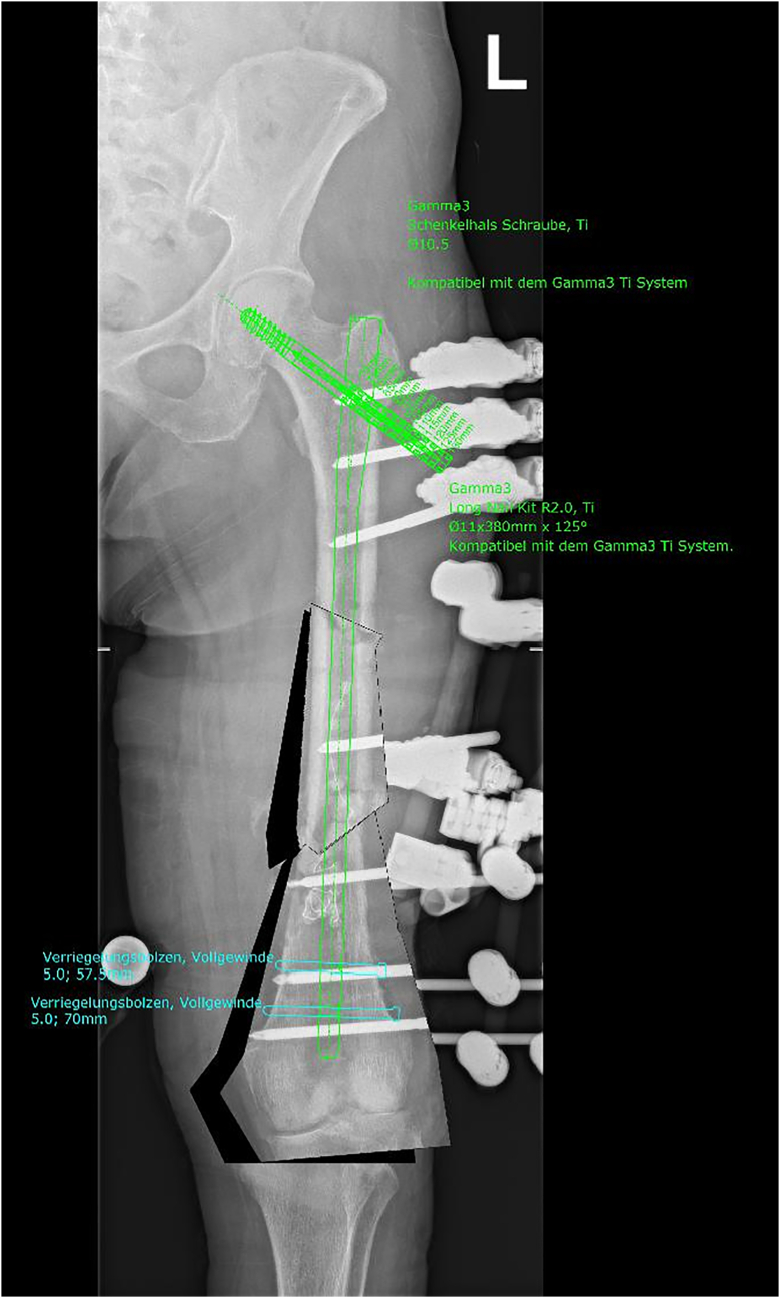 L
Gamma3
Schenkelhals Schraube, Ti
Ø10.5
Kompatibel mit dem Gamma3 Ti System
Gamma3
Long Nail Kit R2.0, Ti
Ø11x380mm x 125°
Kompatibel mit dem Gamma3 Ti System.
Verriegelungsbolzen, Vollgewinde
5.0; 57.5mm
Verriegelungsbolzen, Vollgewinde
5.0; 70mm